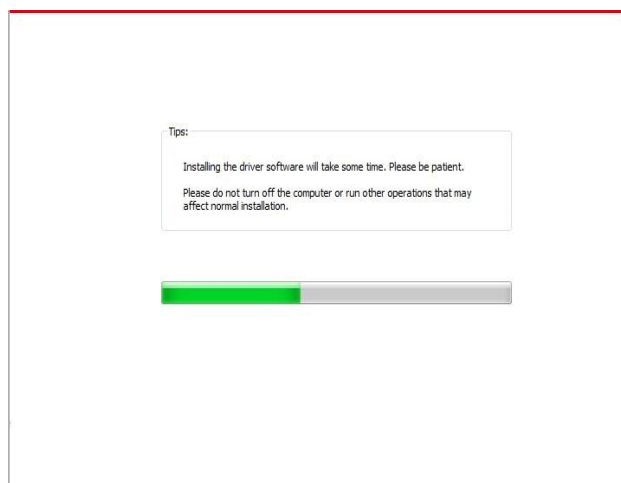 Tips:
Installing the driver software will take some time. Please be patient.
Please do not turn off the computer or run other operations that may
affect normal installation.